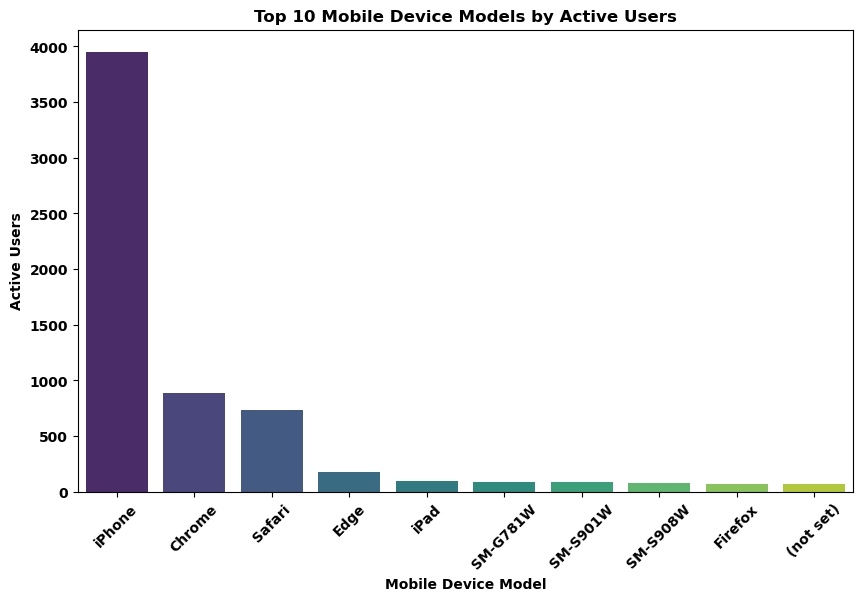 Top 10 Mobile Device Models by Active Users
Active Users
4000
3500
3000
2500
2000
1500
1000
500
0
iPhone
Chrome
Safari
Edge
iPad
SM-G781W
SM-S901W
SM-S908W
Firefox
(not set)
Mobile Device Model